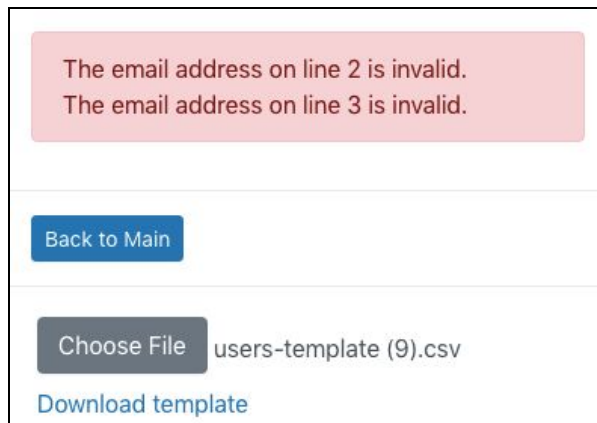 The email address on line 2 is invalid.
The email address on line 3 is invalid.
Back to Main
Choose File users-template (9).csv
Download template